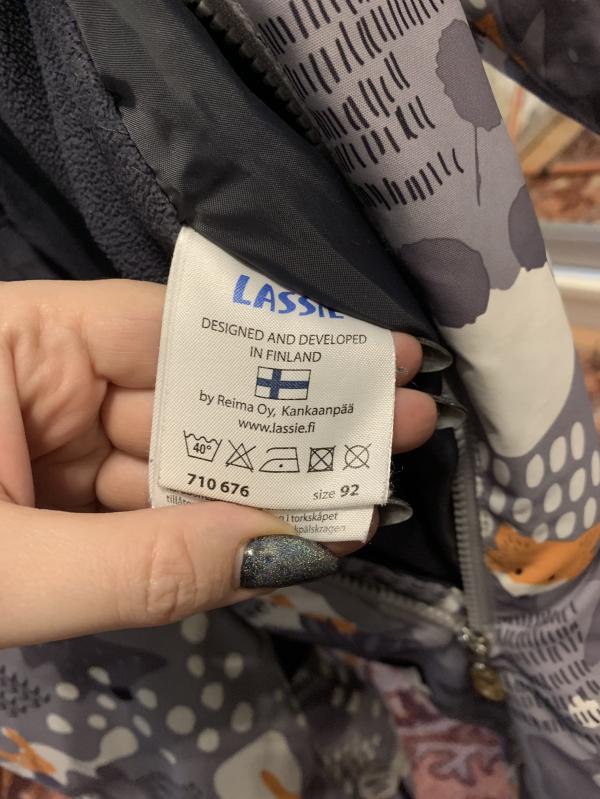 LASSIE
DESIGNED AND DEVELOPED
IN FINLAND
by Reima Oy, Kankaanpää
www.lassie.fi
40°
710 676 size 92
i torkskåpet
kpälskragen